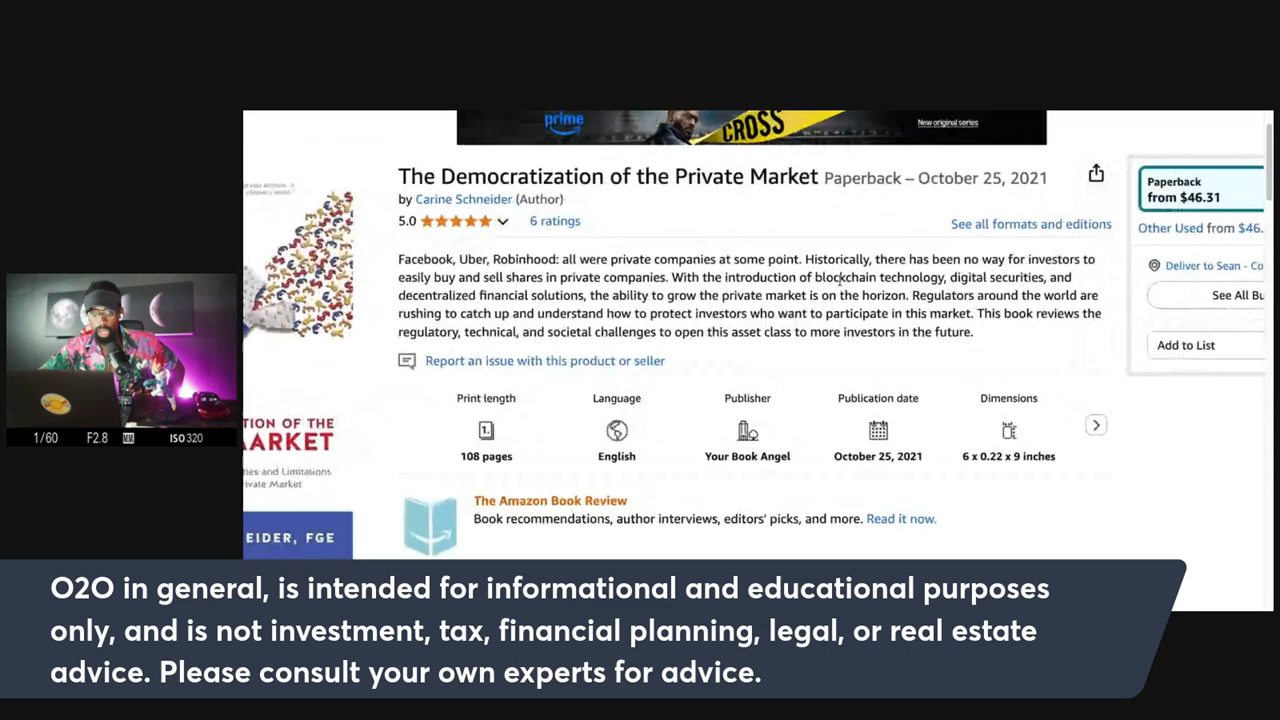 prime
CROSS
New original series
The Democratization of the Private Market Paperback – October 25, 2021
by Carine Schneider (Author)
5.0 6 ratings
See all formats and editions
Facebook, Uber, Robinhood: all were private companies at some point. Historically, there has been no way for investors to
easily buy and sell shares in private companies. With the introduction of blockchain technology, digital securities, and
decentralized financial solutions, the ability to grow the private market is on the horizon. Regulators around the world are
rushing to catch up and understand how to protect investors who want to participate in this market. This book reviews the
regulatory, technical, and societal challenges to open this asset class to more investors in the future.
Report an issue with this product or seller
Print length
Language
Publisher
Publication date
Dimensions
1.
108 pages
English
Your Book Angel
October 25, 2021
6 x 0.22 x 9 inches
The Amazon Book Review
Book recommendations, author interviews, editors' picks, and more. Read it now.
Paperback
from $46.31
Other Used from $46.
Deliver to Sean - Co
See All Bu
Add to List
TION OF THE
ARKET
ies and Limitations
ivate Market
EIDER, FGE
1/60 F2.8 ISO 320
O2O in general, is intended for informational and educational purposes
only, and is not investment, tax, financial planning, legal, or real estate
advice. Please consult your own experts for advice.